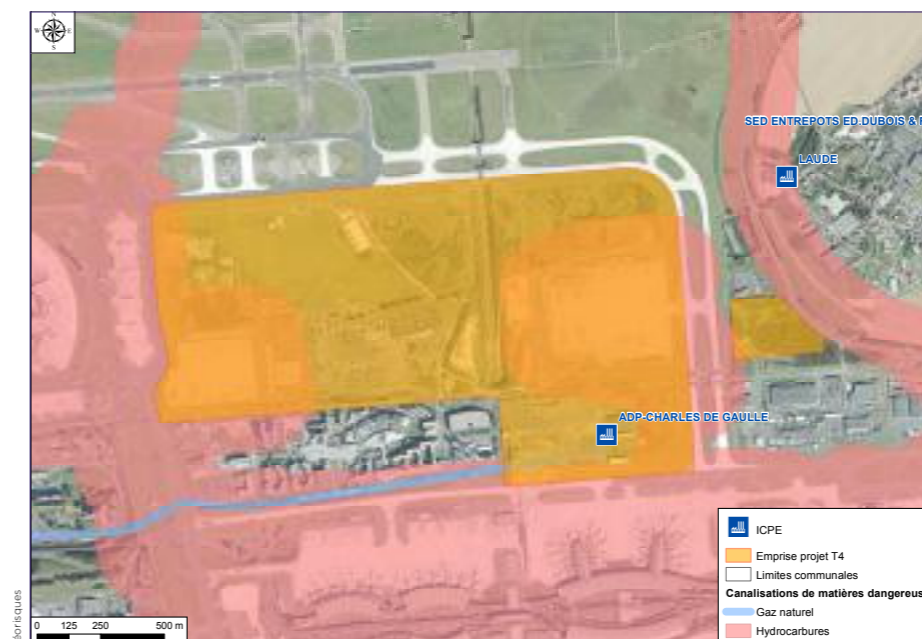 N
W
E
S
SED ENTREPOTS ED.DUBOIS &
LAUDE
ADP-CHARLES DE GAULLE
ICPE
Emprise projet T4
Limites communales
Canalisations de matières dangereus
Gaz naturel
Hydrocarbures
0 125 250 500 m
éorisques